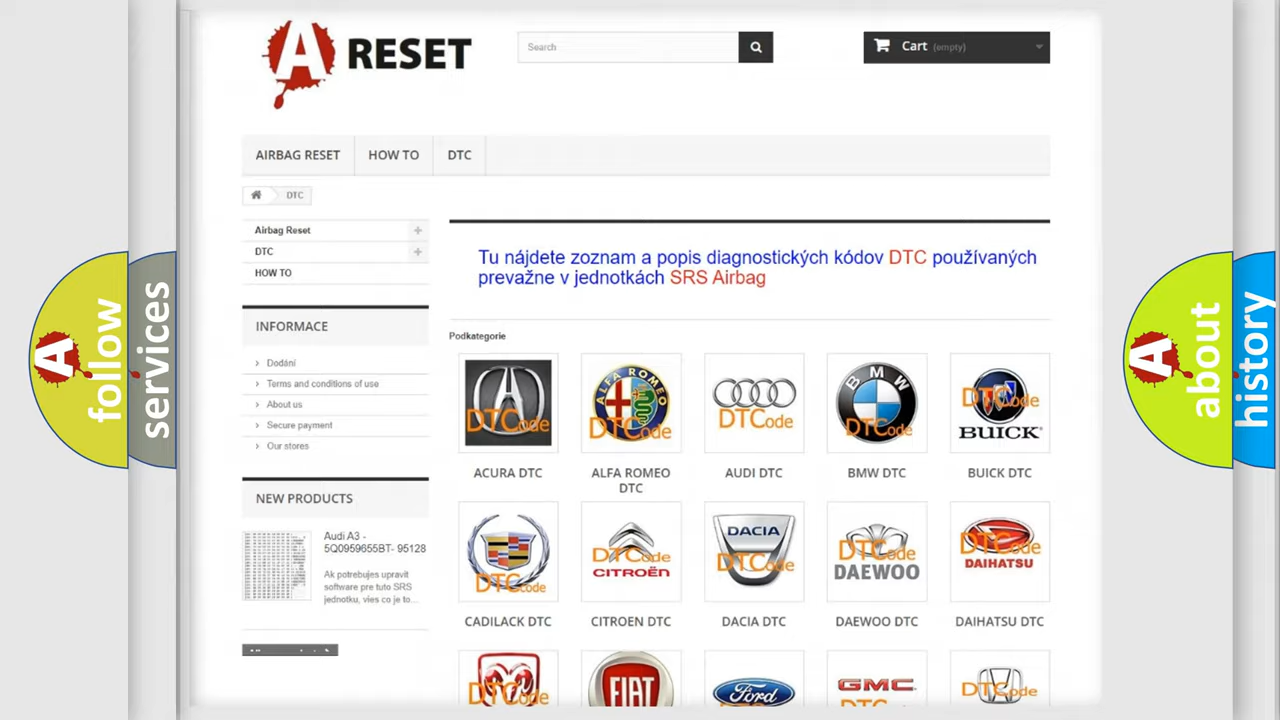 A RESET
Search
Cart (empty)
AIRBAG RESET
HOW TO
DTC
DTC
Airbag Reset
DTC
HOW TO
INFORMACE
Dodání
Terms and conditions of use
About us
Secure payment
Our stores
NEW PRODUCTS
Audi A3 -
5Q0959655BT- 95128
Ak potrebujes upravit
software pre tuto SRS
jednotku, vies co je to...
Tu nájdete zoznam a popis diagnostických kódov DTC používaných
prevažne v jednotkách SRS Airbag
Podkategorie
DTCode
ALFA ROMEO
DTCode
DTCode
BMW
DTCode
DTCode
BUICK
ACURA DTC
ALFA ROMEO
DTC
AUDI DTC
BMW DTC
BUICK DTC
DTCode
DTCode
CITROËN
DACIA
DTCode
DTCode
DAEWOO
DTCode
DAIHATSU
CADILACK DTC
CITROEN DTC
DACIA DTC
DAEWOO DTC
DAIHATSU DTC
DTCode
FIAT
Ford
GMC
DTCode
A follow
services
A about
history